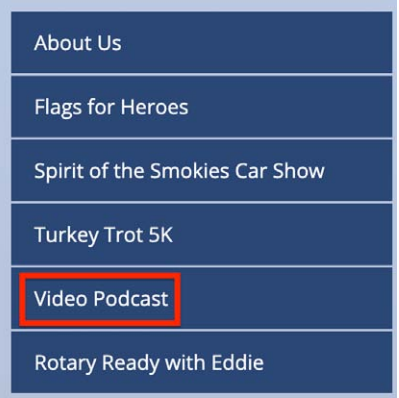 About Us
Flags for Heroes
Spirit of the Smokies Car Show
Turkey Trot 5K
Video Podcast
Rotary Ready with Eddie